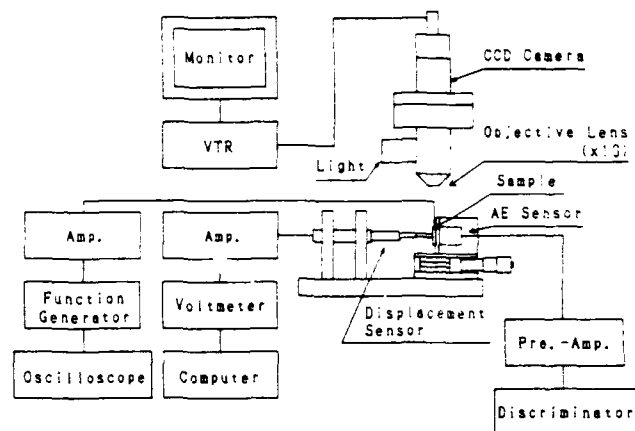 Monitor
CCD Camera
VTR
Objective Lens
(x10)
Light
Sample
AE Sensor
Amp.
Amp.
Function
Generator
Voltmeter
Displacement
Sensor
Pre.-Amp.
Oscilloscope
Computer
Discriminator